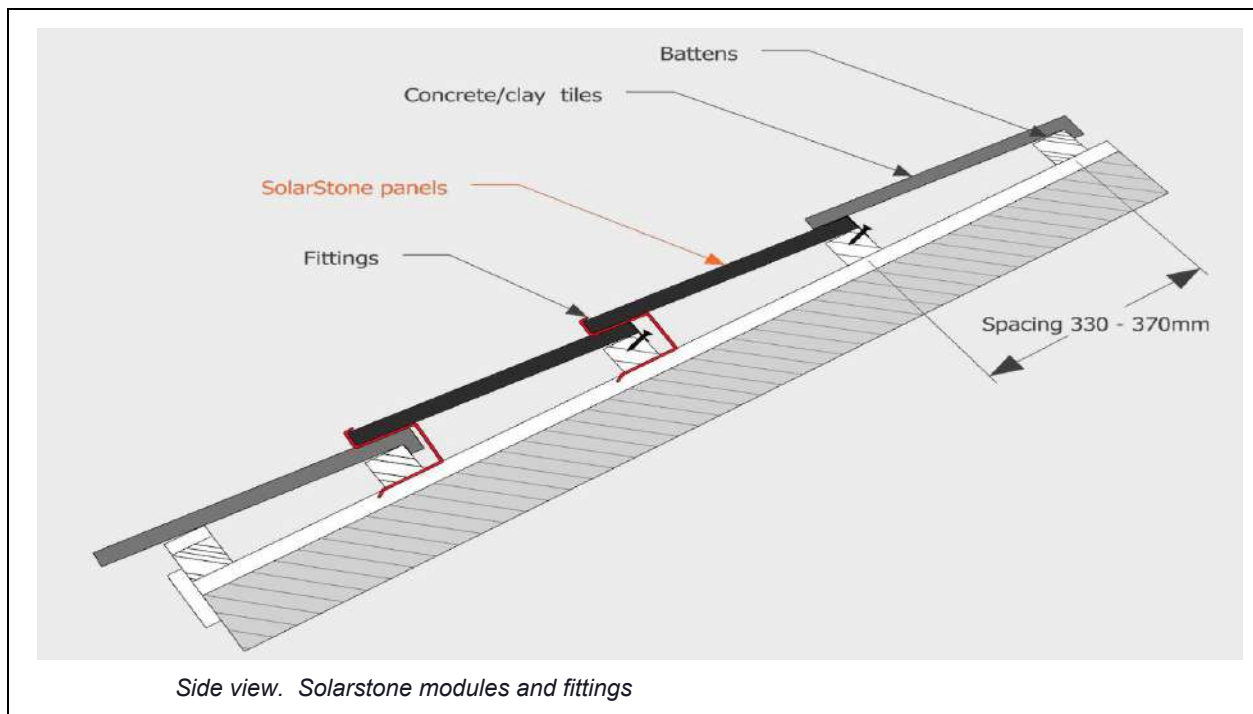 Battens
Concrete/clay tiles
SolarStone panels
Fittings
Spacing 330 - 370mm
Side view. Solarstone modules and fittings